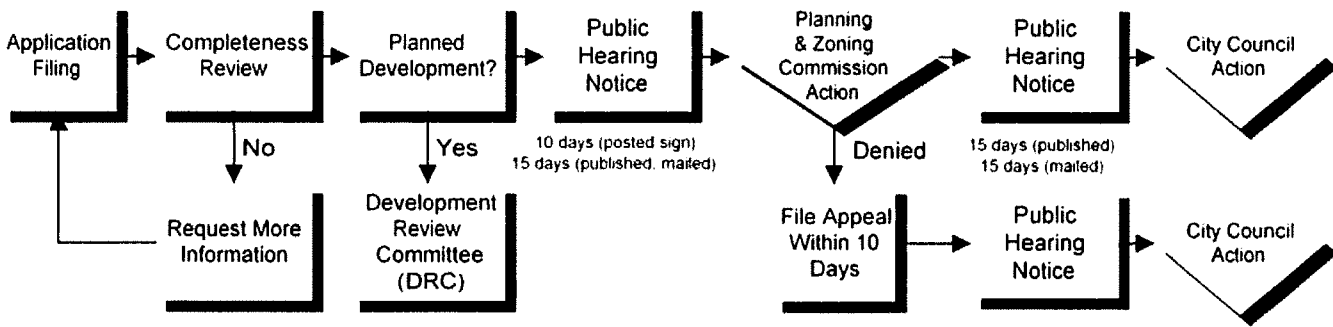 Application
Filing
Completeness
Review
Planned
Development?
Public
Hearing
Notice
Planning
& Zoning
Commission
Action
Public
Hearing
Notice
City Council
Action
No
Yes
10 days (posted sign)
15 days (published, mailed)
Denied
15 days (published)
15 days (mailed)
Request More
Information
Development
Review
Committee
(DRC)
File Appeal
Within 10
Days
Public
Hearing
Notice
City Council
Action